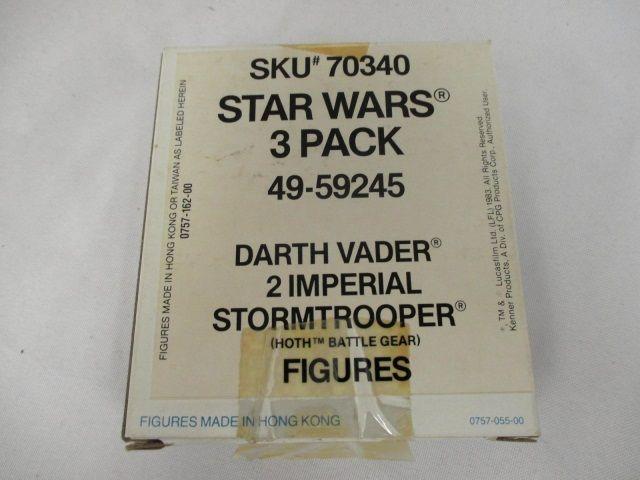 SKU# 70340
STAR WARS®
3 PACK
49-59245
DARTH VADER®
2 IMPERIAL
STORMTROOPER®
(HOTH™ BATTLE GEAR)
FIGURES
FIGURES MADE IN HONG KONG OR TAIWAN AS LABELED HEREIN
0757-162-00
® TM & © Lucasfilm Ltd. (LFL) 1983. All Rights Reserved.
Kenner Products, A Div. of CPG Products Corp., Authorized User.
FIGURES MADE IN HONG KONG
0757-055-00